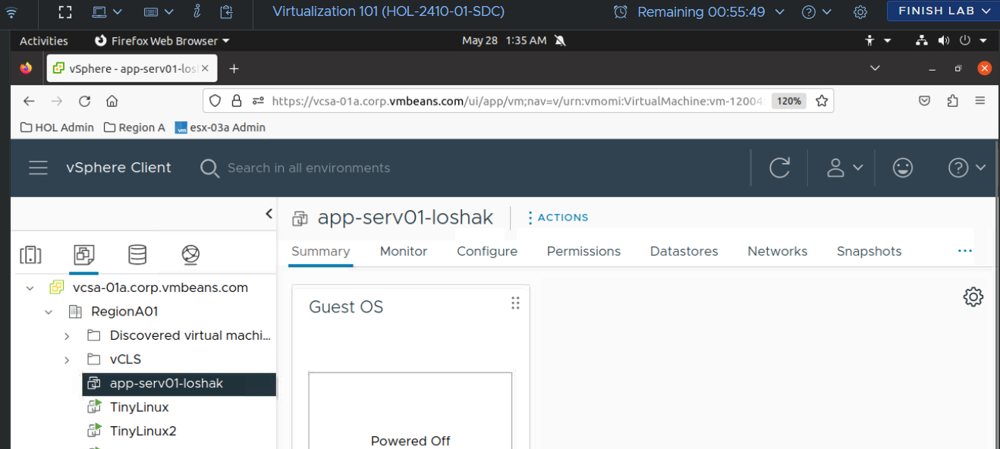 Virtualization 101 (HOL-2410-01-SDC)
Remaining 00:55:49
FINISH LAB
Activities
Firefox Web Browser
May 28 1:35 AM
vSphere - app-serv01-los
https://vcsa-01a.corp.vmbeans.com/ui/app/vm;nav=v/urn:vmomi:VirtualMachine:vm-12004
120%
HOL Admin
Region A
vm
esx-03a Admin
vSphere Client
Search in all environments
app-serv01-loshak
ACTIONS
Summary
Monitor
Configure
Permissions
Datastores
Networks
Snapshots
...
vcsa-01a.corp.vmbeans.com
RegionA01
Discovered virtual machi...
vCLS
app-serv01-loshak
TinyLinux
TinyLinux2
Guest OS
Powered Off